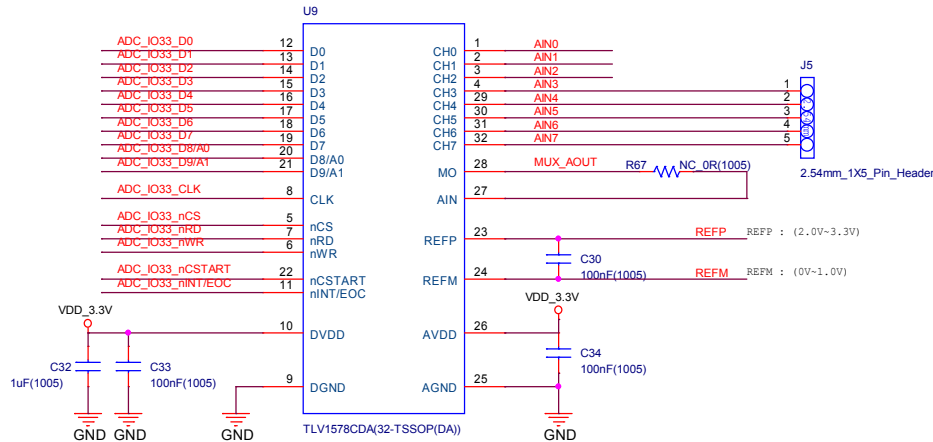 U9
ADC_IO33_D0 12 D0 CH0 1 AIN0
ADC_IO33_D1 13 D1 CH1 2 AIN1
ADC_IO33_D2 14 D2 CH2 3 AIN2
ADC_IO33_D3 15 D3 CH3 4 AIN3 1
ADC_IO33_D4 16 D4 CH4 29 AIN4 2
ADC_IO33_D5 17 D5 CH5 30 AIN5 3
ADC_IO33_D6 18 D6 CH6 31 AIN6 4
ADC_IO33_D7 19 D7 CH7 32 AIN7 5
J5
2.54mm_1X5_Pin_Header
ADC_IO33_D8/A0 20 D8/A0
ADC_IO33_D9/A1 21 D9/A1
MO 28 MUX_AOUT R67 NC_0R(1005)
AIN 27
ADC_IO33_CLK 8 CLK
ADC_IO33_nCS 5 nCS
ADC_IO33_nRD 7 nRD
ADC_IO33_nWR 6 nWR
REFP 23 REFP REFP : (2.0V~3.3V)
C30
100nF(1005)
ADC_IO33_nCSTART 22 nCSTART REFM 24 REFM REFM : (0V~1.0V)
ADC_IO33_nINT/EOC 11 nINT/EOC
VDD_3.3V
VDD_3.3V
10 DVDD AVDD 26
C32
1uF(1005)
C33
100nF(1005)
C34
100nF(1005)
9 DGND AGND 25
GND GND GND GND
TLV1578CDA(32-TSSOP(DA))